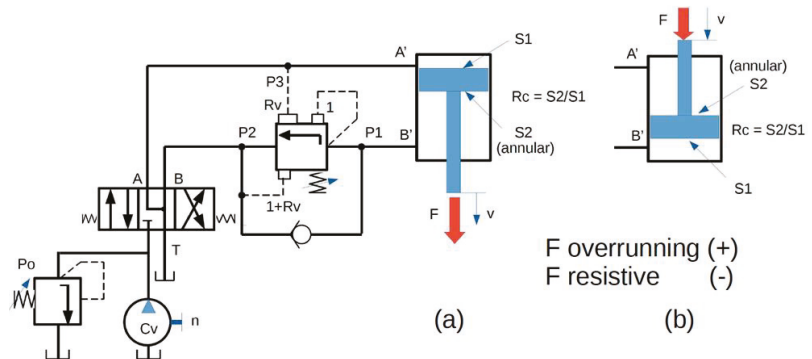 A'
P3
Rv
1
P2
P1
B'
1+Rv
A
B
T
Po
Cv
n
S1
Rc = S2/S1
S2
(annular)
F
v
(a)
F
v
A'
(annular)
S2
Rc = S2/S1
B'
S1
F overrunning (+)
F resistive (-)
(b)